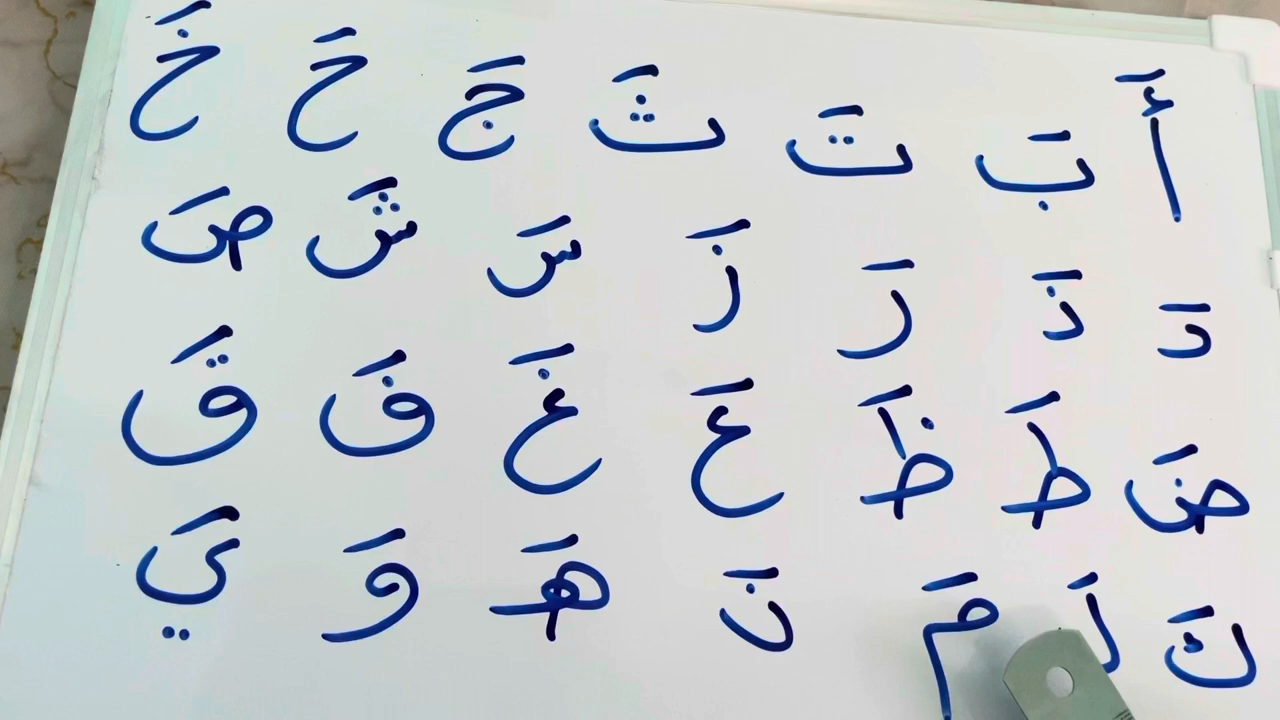 أَ بَ تَ ثَ جَ حَ خَ
دَ ذَ رَ زَ سَ شَ صَ
ضَ طَ ظَ عَ غَ فَ قَ
كَ لَ مَ نَ هَ وَ يَ